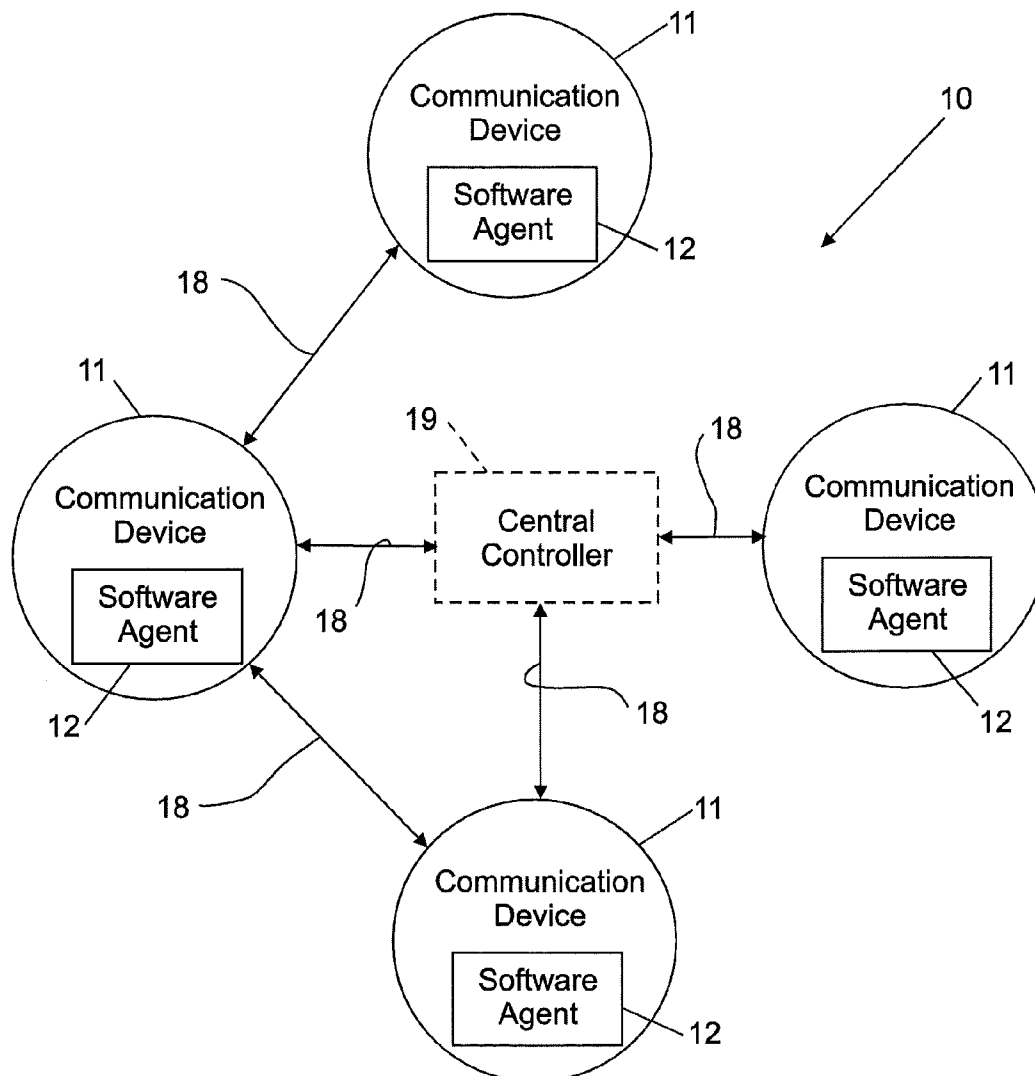 11
10
Communication
Device
Software
Agent
12
18
11
Communication
Device
Software
Agent
12
18
19
Central
Controller
18
11
Communication
Device
Software
Agent
12
18
18
11
Communication
Device
Software
Agent
12